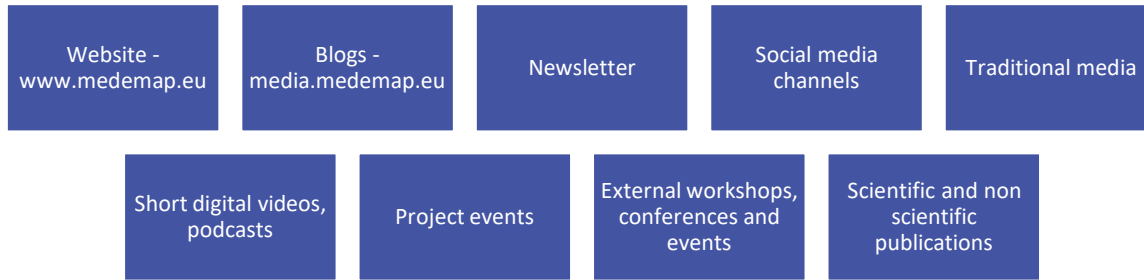 Website -
www.medemap.eu
Blogs -
media.medemap.eu
Newsletter
Social media
channels
Traditional media
Short digital videos,
podcasts
Project events
External workshops,
conferences and
events
Scientific and non
scientific
publications